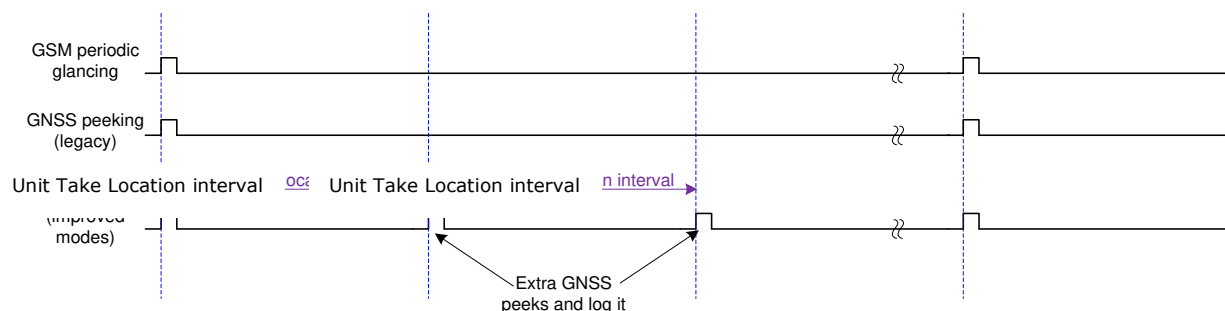 GSM periodic
glancing
GNSS peeking
(legacy)
Unit Take Location interval
Unit Take Location interval
n interval
(improved
modes)
Extra GNSS
peeks and log it